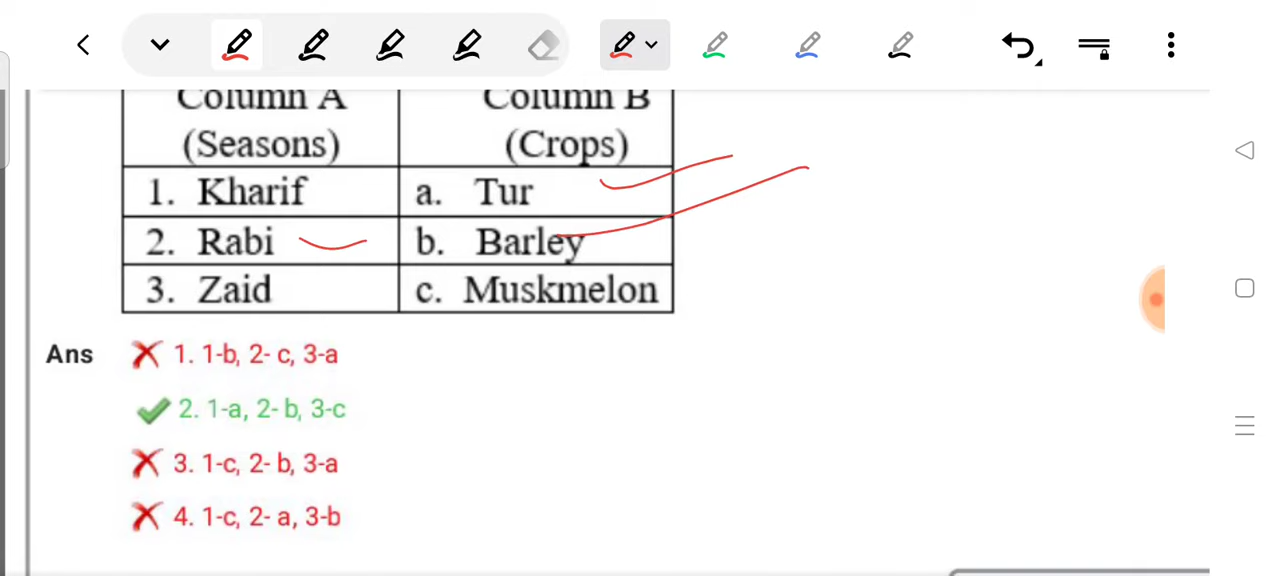 Column A Column B
(Seasons) (Crops)
1. Kharif a. Tur
2. Rabi b. Barley
3. Zaid c. Muskmelon
Ans 1. 1-b, 2- c, 3-a
2. 1-a, 2- b, 3-c
3. 1-c, 2- b, 3-a
4. 1-c, 2- a, 3-b